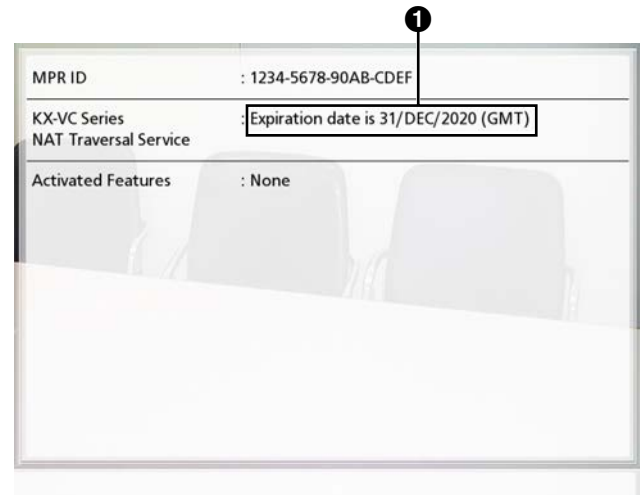 ❶
MPR ID : 1234-5678-90AB-CDEF
KX-VC Series : Expiration date is 31/DEC/2020 (GMT)
NAT Traversal Service
Activated Features : None